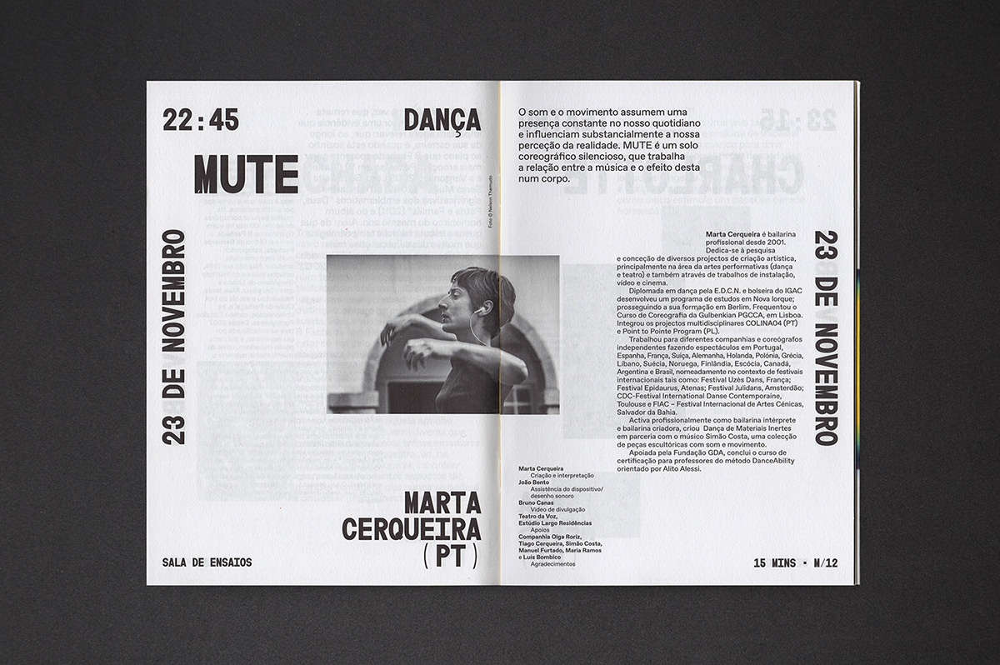 22:45
DANÇA
MUTE
23 DE NOVEMBRO
Foto © Nelson Themudo
MARTA
CERQUEIRA
(PT)
SALA DE ENSAIOS
O som e o movimento assumem uma
presença constante no nosso quotidiano
e influenciam substancialmente a nossa
perceção da realidade. MUTE é um solo
coreográfico silencioso, que trabalha
a relação entre a música e o efeito desta
num corpo.
Marta Cerqueira é bailarina
profissional desde 2001.
Dedica-se à pesquisa
e conceção de diversos projectos de criação artística,
principalmente na área da artes performativas (dança
e teatro) e também através de trabalhos de instalação,
vídeo e cinema.
Diplomada em dança pela E.D.C.N. e bolseira do IGAC
desenvolveu um programa de estudos em Nova Iorque;
prosseguindo a sua formação em Berlim. Frequentou o
Curso de Coreografia da Gulbenkian PGCCA, em Lisboa.
Integrou os projectos multidisciplinares COLINA04 (PT)
e Point to Pointe Program (PL).
Trabalhou para diferentes companhias e coreógrafos
independentes fazendo espectáculos em Portugal,
Espanha, França, Suiça, Alemanha, Holanda, Polónia, Grécia,
Líbano, Suécia, Noruega, Finlândia, Escócia, Canadá,
Argentina e Brasil, nomeadamente no contexto de festivais
internacionais tais como: Festival Uzès Dans, França;
Festival Epidaurus, Atenas; Festival Julidans, Amsterdão;
CDC-Festival International Danse Contemporaine,
Toulouse e FIAC – Festival Internacional de Artes Cénicas,
Salvador da Bahia.
Activa profissionalmente como bailarina intérprete
e bailarina criadora, criou Dança de Materiais Inertes
em parceria com o músico Simão Costa, uma colecção
de peças escultóricas com som e movimento.
Apoiada pela Fundação GDA, conclui o curso de
certificação para professores do método DanceAbility
orientado por Alito Alessi.
23 DE NOVEMBRO
Marta Cerqueira
Criação e interpretação
João Bento
Assistência do dispositivo/
desenho sonoro
Bruno Canas
Vídeo de divulgação
Teatro da Voz,
Estúdio Largo Residências
Apoios
Companhia Olga Roriz,
Tiago Cerqueira, Simão Costa,
Manuel Furtado, Maria Ramos
e Luis Bombico
Agradecimentos
15 MINS · M/12